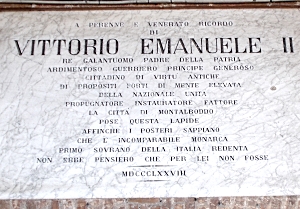 A PERENNE E VENERATO RICORDO
DI
VITTORIO EMANUELE II
RE GALANTUOMO PADRE DELLA PATRIA
ARDIMENTOSO GUERRIERO PRINCIPE GENEROSO
CITTADINO DI VIRTU ANTICHE
DI PROPOSITI FORTI DI MENTE ELEVATA
DELLA NAZIONALE UNITA
PROPUGNATORE INSTAURATORE FATTORE
LA CITTÀ DI MONTALBODDO
POSE QUESTA LAPIDE
AFFINCHE I POSTERI SAPPIANO
CHE L' INCOMPARABILE MONARCA
PRIMO SOVRANO DELLA ITALIA REDENTA
NON EBBE PENSIERO CHE PER LEI NON FOSSE
MDCCCLXXVIII